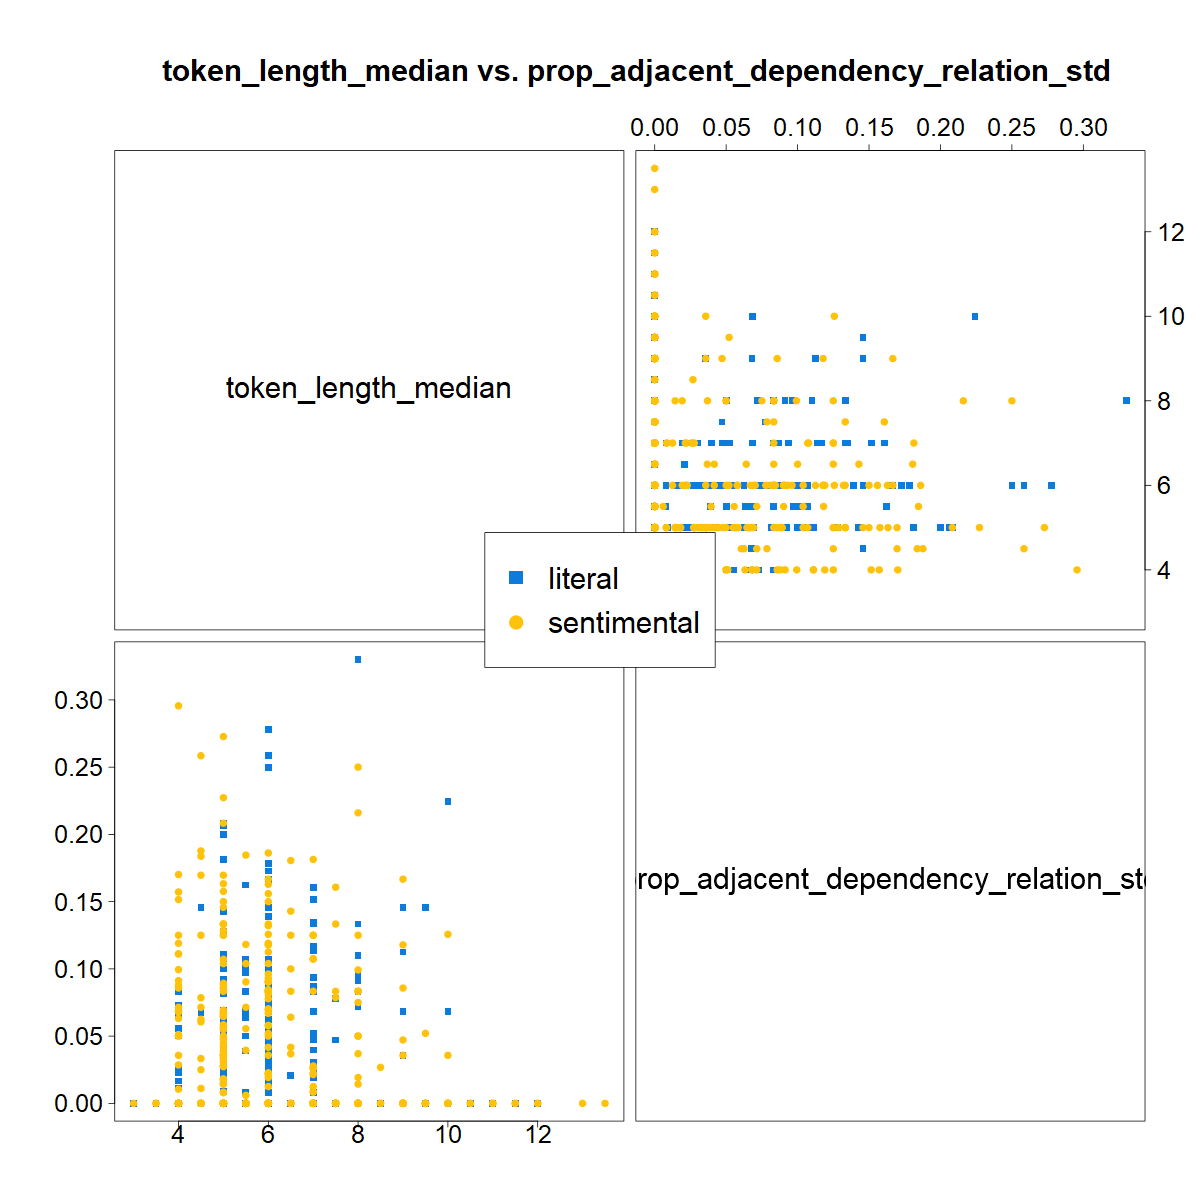 token_length_median vs. prop_adjacent_dependency_relation_std
0.00 0.05 0.10 0.15 0.20 0.25 0.30
token_length_median
12
10
8
6
4
literal
sentimental
0.30
0.25
0.20
0.15
0.10
0.05
0.00
rop_adjacent_dependency_relation_st
4 6 8 10 12